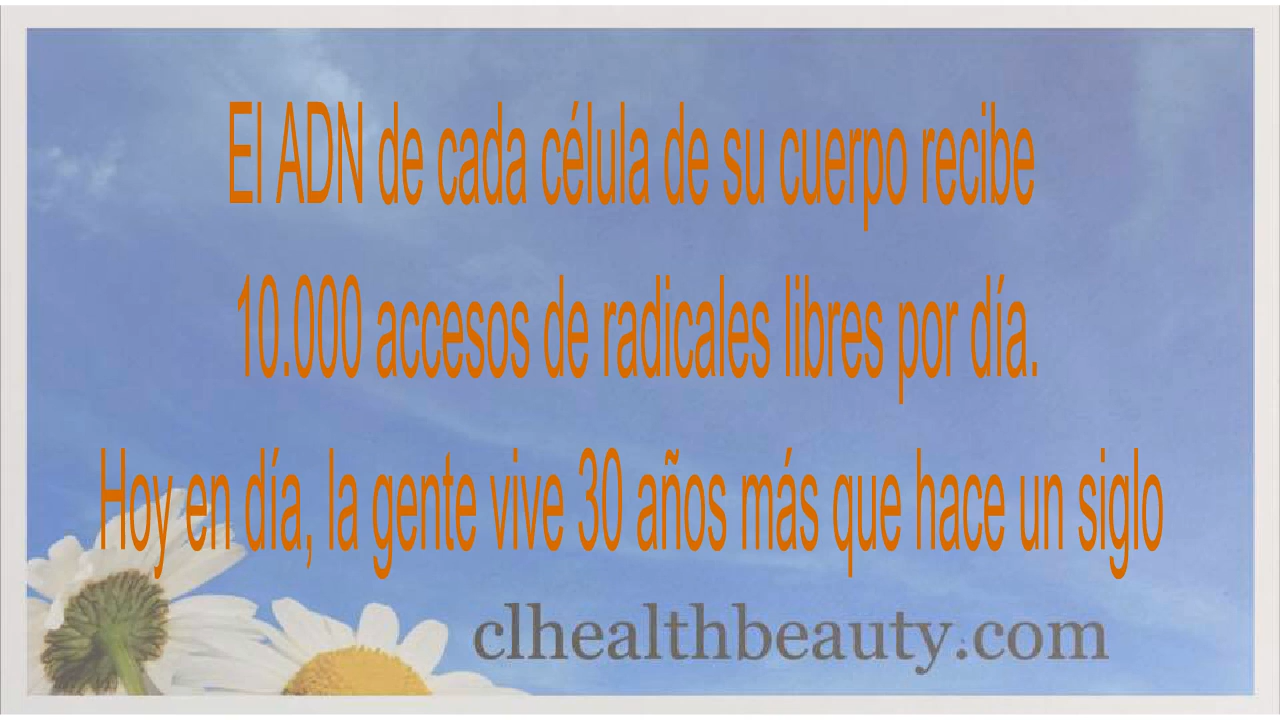 El ADN de cada célula de su cuerpo recibe
10.000 accesos de radicales libres por día.
Hoy en día, la gente vive 30 años más que hace un siglo
clhealthbeauty.com